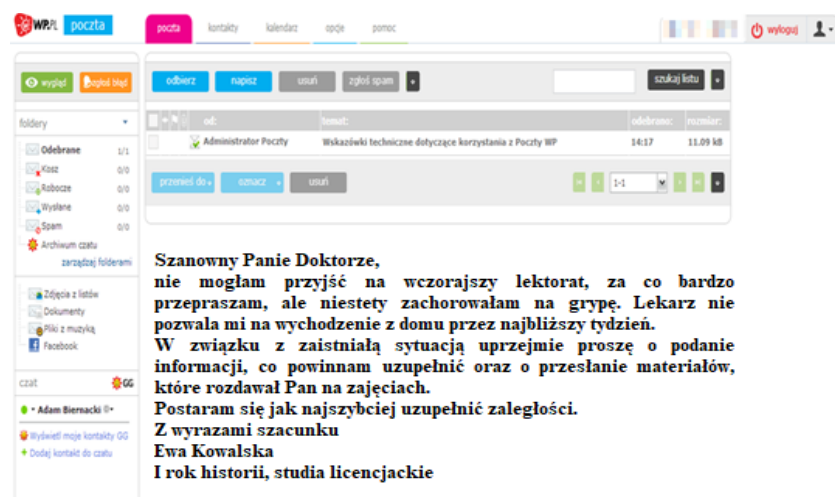 WP.PL poczta
poczta kontakty kalendarz opcje pomoc
wyloguj
wygląd zgłoś błąd
odbierz napisz usuń zgłoś spam szukaj listu
foldery
od: temat: odebrano: rozmiar:
Administrator Poczty Wskazówki techniczne dotyczące korzystania z Poczty WP 14:17 11.09 kB
Odebrane 1/1
Kosz 0/0
Robocze 0/0
Wysłane 0/0
Spam 0/0
Archiwum czatu
zarządzaj folderami
przenieś do oznacz usuń 1-1
Zdjęcia z listów
Dokumenty
Pliki z muzyką
Facebook
czat GG
Adam Biernacki
Wyświetl moje kontakty GG
Dodaj kontakt do czatu
Szanowny Panie Doktorze,
nie mogłam przyjść na wczorajszy lektorat, za co bardzo
przepraszam, ale niestety zachorowałam na grypę. Lekarz nie
pozwala mi na wychodzenie z domu przez najbliższy tydzień.
W związku z zaistniałą sytuacją uprzejmie proszę o podanie
informacji, co powinnam uzupełnić oraz o przesłanie materiałów,
które rozdawał Pan na zajęciach.
Postaram się jak najszybciej uzupełnić zaległości.
Z wyrazami szacunku
Ewa Kowalska
I rok historii, studia licencjackie